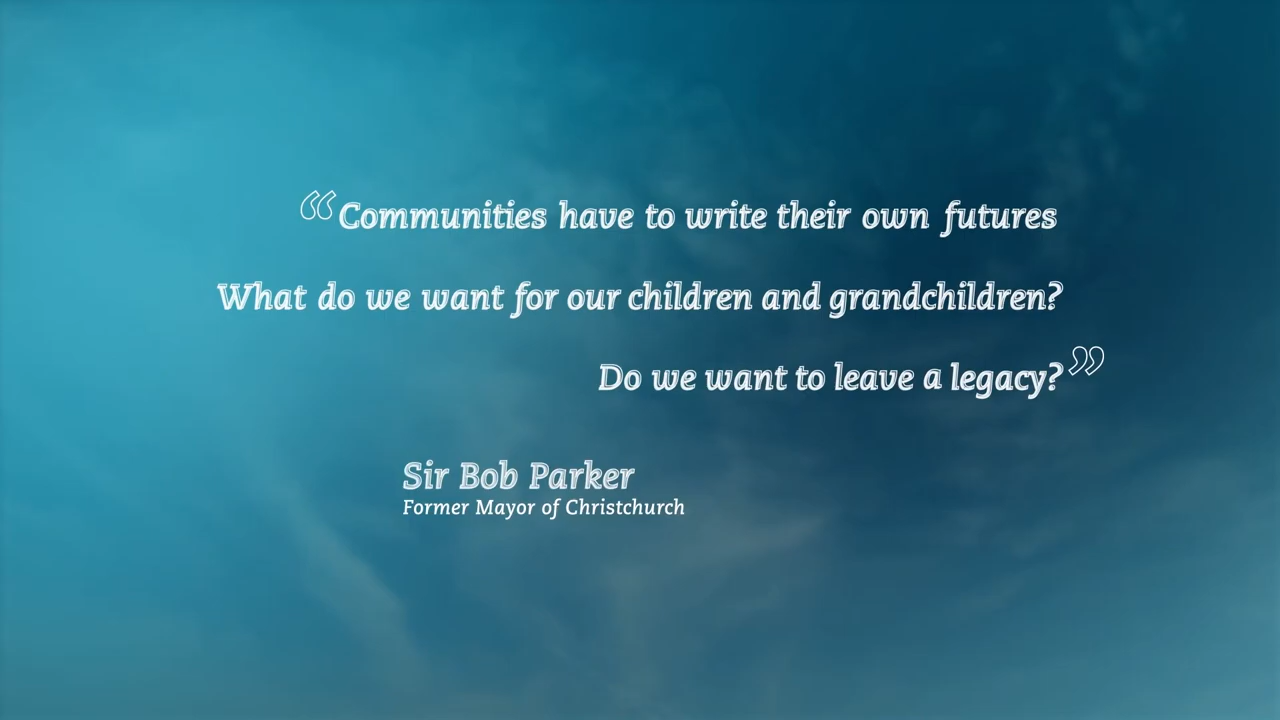 “Communities have to write their own futures
What do we want for our children and grandchildren?
Do we want to leave a legacy?”
Sir Bob Parker
Former Mayor of Christchurch